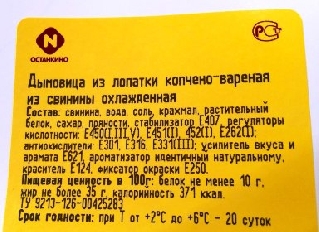 ОСТАНКИНО
РСТ
Дымовица из лопатки копчено-вареная
из свинины охлажденная
Состав: свинина, вода, соль, крахмал, растительный
белок, сахар, пряности, стабилизатор Е407, регуляторы
кислотности: Е450(I,III,V), Е451(I), 452(I), Е262(I);
антиокислители: Е301, Е316, Е331(III); усилитель вкуса и
аромата Е621, ароматизатор идентичный натуральному,
краситель Е124, фиксатор окраски Е250.
Пищевая ценность в 100г: белок не менее 10 г,
жир не более 35 г, калорийность 371 ккал.
ТУ 9213-126-00425283
Срок годности: при Т от +2°С до +6°С - 20 суток